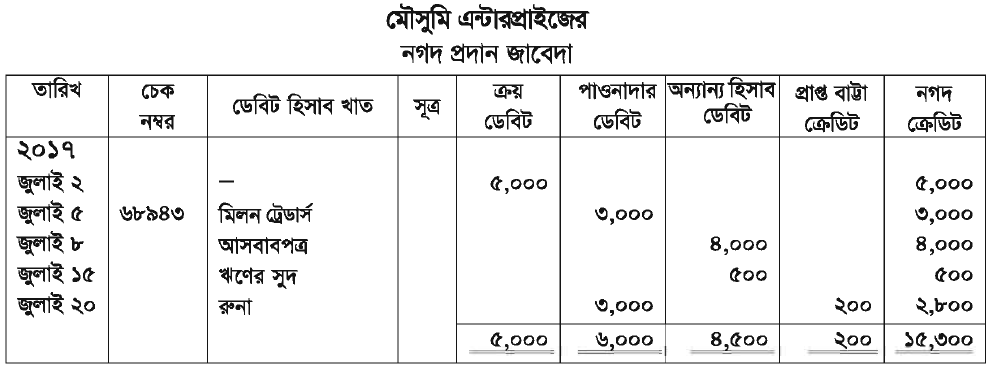 মৌসুমি এন্টারপ্রাইজের
নগদ প্রদান জাবেদা
তারিখ চেক নম্বর ডেবিট হিসাব খাত সূত্র ক্রয় ডেবিট পাওনাদার ডেবিট অন্যান্য হিসাব ডেবিট প্রাপ্ত বাট্টা ক্রেডিট নগদ ক্রেডিট
২০১৭
জুলাই ২ – ৫,০০০ ৫,০০০
জুলাই ৫ ৬৮৯৪৩ মিলন ট্রেডার্স ৩,০০০ ৩,০০০
জুলাই ৮ আসবাবপত্র ৪,০০০ ৪,০০০
জুলাই ১৫ ঋণের সুদ ৫০০ ৫০০
জুলাই ২০ রুনা ৩,০০০ ২০০ ২,৮০০
৫,০০০ ৬,০০০ ৪,৫০০ ২০০ ১৫,৩০০